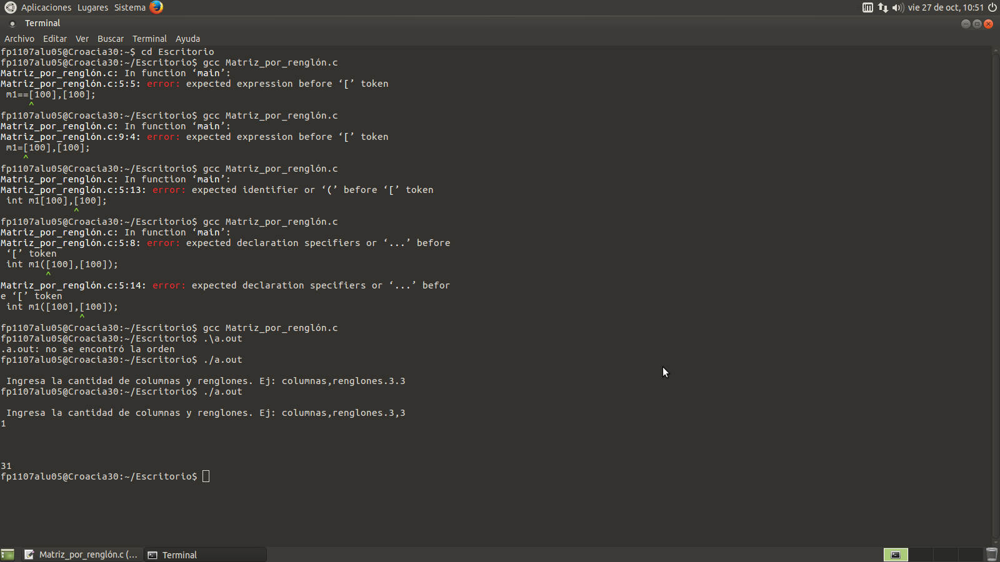 Aplicaciones Lugares Sistema vie 27 de oct, 10:51
Terminal
Archivo Editar Ver Buscar Terminal Ayuda
fp1107alu05@Croacia30:~$ cd Escritorio
fp1107alu05@Croacia30:~/Escritorio$ gcc Matriz_por_renglón.c
Matriz_por_renglón.c: In function ‘main’:
Matriz_por_renglón.c:5:5: error: expected expression before ‘[’ token
 m1==[100],[100];
     ^
fp1107alu05@Croacia30:~/Escritorio$ gcc Matriz_por_renglón.c
Matriz_por_renglón.c: In function ‘main’:
Matriz_por_renglón.c:9:4: error: expected expression before ‘[’ token
 m1=[100],[100];
    ^
fp1107alu05@Croacia30:~/Escritorio$ gcc Matriz_por_renglón.c
Matriz_por_renglón.c: In function ‘main’:
Matriz_por_renglón.c:5:13: error: expected identifier or ‘(’ before ‘[’ token
 int m1[100],[100];
             ^
fp1107alu05@Croacia30:~/Escritorio$ gcc Matriz_por_renglón.c
Matriz_por_renglón.c: In function ‘main’:
Matriz_por_renglón.c:5:8: error: expected declaration specifiers or ‘...’ before
 ‘[’ token
 int m1([100],[100]);
        ^
Matriz_por_renglón.c:5:14: error: expected declaration specifiers or ‘...’ befor
e ‘[’ token
 int m1([100],[100]);
              ^
fp1107alu05@Croacia30:~/Escritorio$ gcc Matriz_por_renglón.c
fp1107alu05@Croacia30:~/Escritorio$ .\a.out
.a.out: no se encontró la orden
fp1107alu05@Croacia30:~/Escritorio$ ./a.out
 Ingresa la cantidad de columnas y renglones. Ej: columnas,renglones.3.3
fp1107alu05@Croacia30:~/Escritorio$ ./a.out
 Ingresa la cantidad de columnas y renglones. Ej: columnas,renglones.3,3
1
31
fp1107alu05@Croacia30:~/Escritorio$
Matriz_por_renglón.c (... Terminal